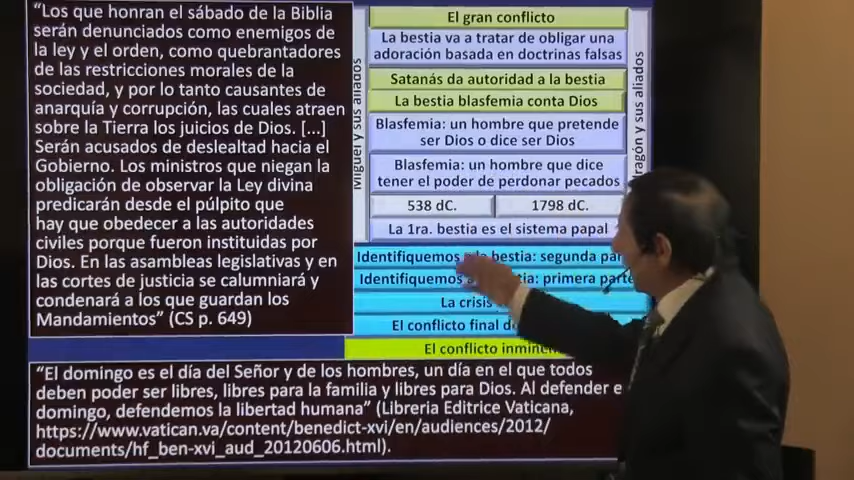 “Los que honran el sábado de la Biblia
serán denunciados como enemigos de
la ley y el orden, como quebrantadores
de las restricciones morales de la
sociedad, y por lo tanto causantes de
anarquía y corrupción, las cuales atraen
sobre la Tierra los juicios de Dios. [...]
Serán acusados de deslealtad hacia el
Gobierno. Los ministros que niegan la
obligación de observar la Ley divina
predicarán desde el púlpito que
hay que obedecer a las autoridades
civiles porque fueron instituidas por
Dios. En las asambleas legislativas y en
las cortes de justicia se calumniará y
condenará a los que guardan los
Mandamientos” (CS p. 649)
Miguel y sus aliados
El gran conflicto
La bestia va a tratar de obligar una
adoración basada en doctrinas falsas
Satanás da autoridad a la bestia
La bestia blasfemia conta Dios
Blasfemia: un hombre que pretende
ser Dios o dice ser Dios
Blasfemia: un hombre que dice
tener el poder de perdonar pecados
538 dC.
1798 dC.
La 1ra. bestia es el sistema papal
Dragón y sus aliados
Identifiquemos a la bestia: segunda
Identifiquemos a bestia: primera parte
La crisis
El conflicto final
El conflicto
“El domingo es el día del Señor y de los hombres, un día en el que todos
deben poder ser libres, libres para la familia y libres para Dios. Al defender e
domingo, defendemos la libertad humana” (Libreria Editrice Vaticana,
https://www.vatican.va/content/benedict-xvi/en/audiences/2012/
documents/hf_ben-xvi_aud_20120606.html).